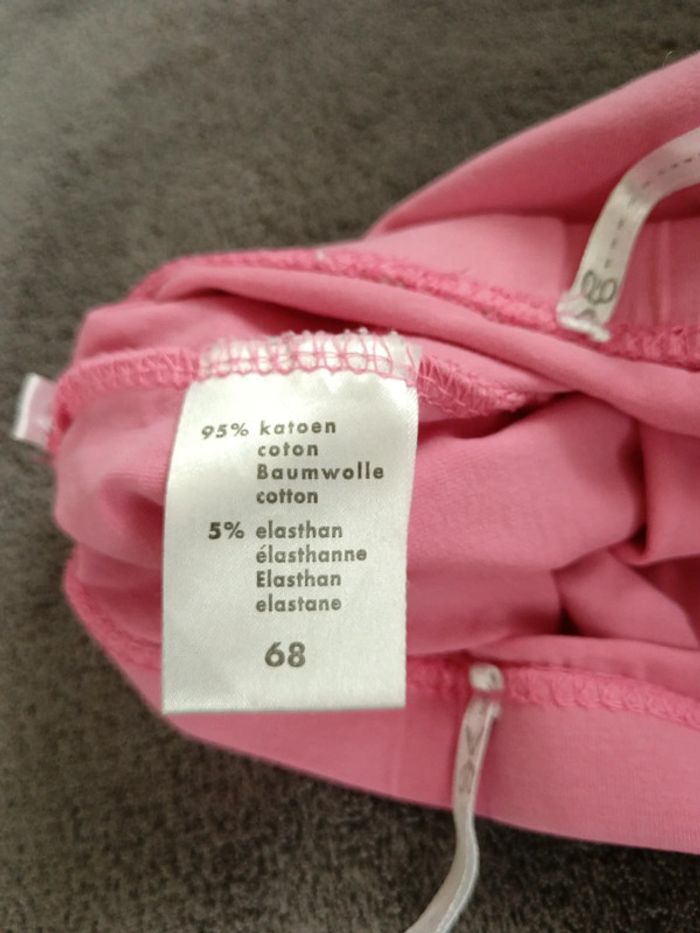 95% katoen
coton
Baumwolle
cotton
5% elasthan
élasthanne
Elasthan
elastane
68